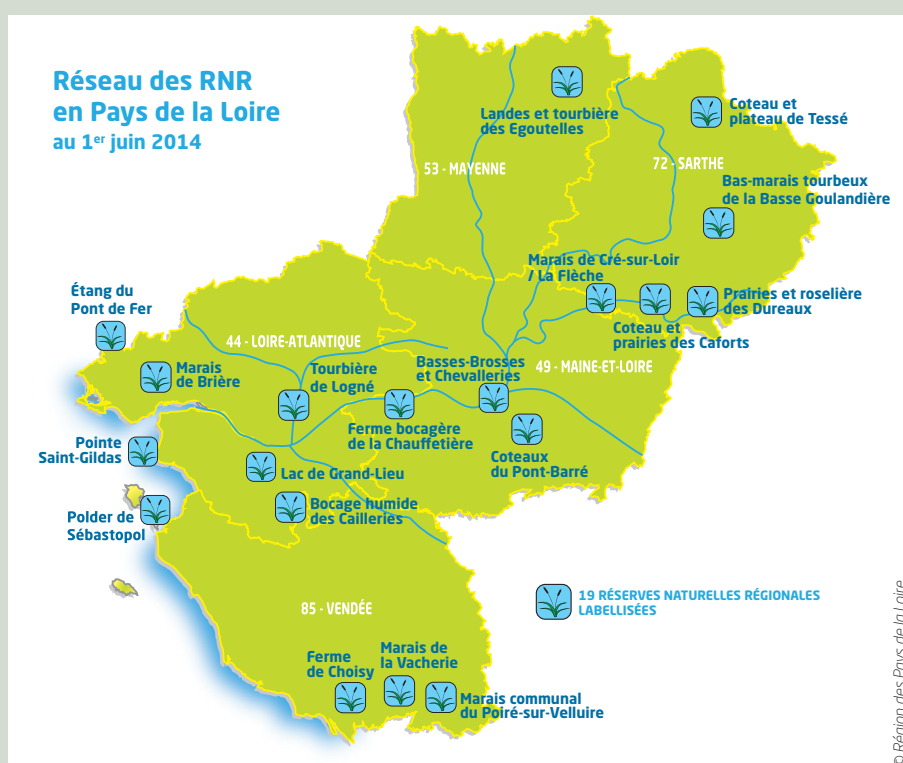 Réseau des RNR
en Pays de la Loire
au 1er juin 2014
Landes et tourbière
des Egoutelles
Coteau et
plateau de Tessé
53 - MAYENNE
72 - SARTHE
Bas-marais tourbeux
de la Basse Goulandière
Marais de Cré-sur-Loir
/ La Flèche
Prairies et roselière
des Dureaux
Coteau et
prairies des Caforts
Étang du
Pont de Fer
44 - LOIRE-ATLANTIQUE
Marais
de Brière
Tourbière
de Logné
Basses-Brosses
et Chevalleries
49 - MAINE-ET-LOIRE
Ferme bocagère
de la Chauffetière
Coteaux
du Pont-Barré
Pointe
Saint-Gildas
Lac de Grand-Lieu
Bocage humide
des Cailleries
Polder de
Sébastopol
85 - VENDÉE
19 RÉSERVES NATURELLES RÉGIONALES
LABELLISÉES
Ferme
de Choisy
Marais de
la Vacherie
Marais communal
du Poiré-sur-Velluire
© Région des Pays de la Loire